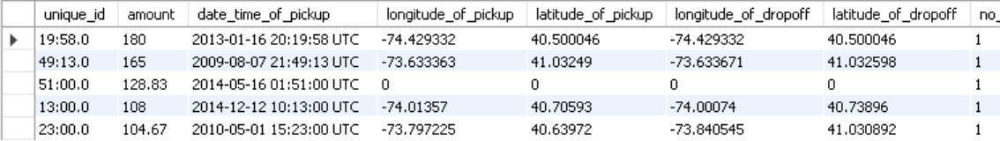 unique_id amount date_time_of_pickup longitude_of_pickup latitude_of_pickup longitude_of_dropoff latitude_of_dropoff no_
19:58.0 180 2013-01-16 20:19:58 UTC -74.429332 40.500046 -74.429332 40.500046 1
49:13.0 165 2009-08-07 21:49:13 UTC -73.633363 41.03249 -73.633671 41.032598 1
51:00.0 128.83 2014-05-16 01:51:00 UTC 0 0 0 0 1
13:00.0 108 2014-12-12 10:13:00 UTC -74.01357 40.70593 -74.00074 40.73896 1
23:00.0 104.67 2010-05-01 15:23:00 UTC -73.797225 40.63972 -73.840545 41.030892 1